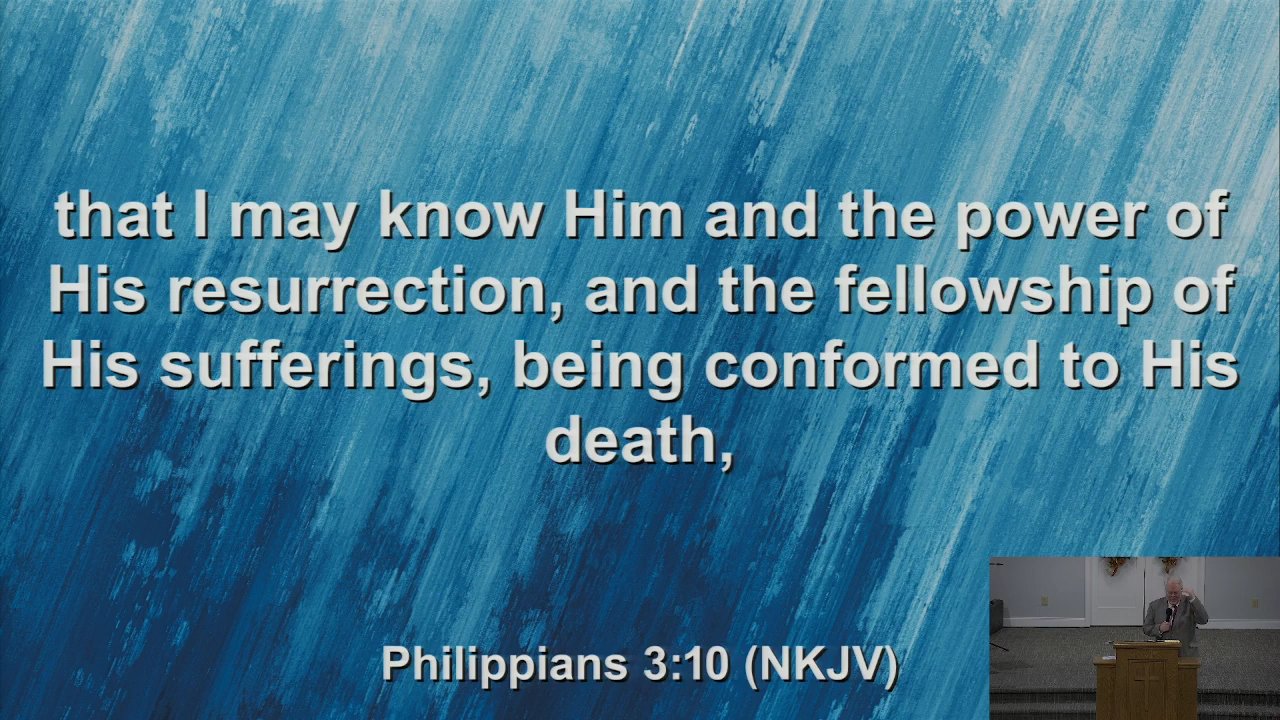 that I may know Him and the power of
His resurrection, and the fellowship of
His sufferings, being conformed to His
death,
Philippians 3:10 (NKJV)